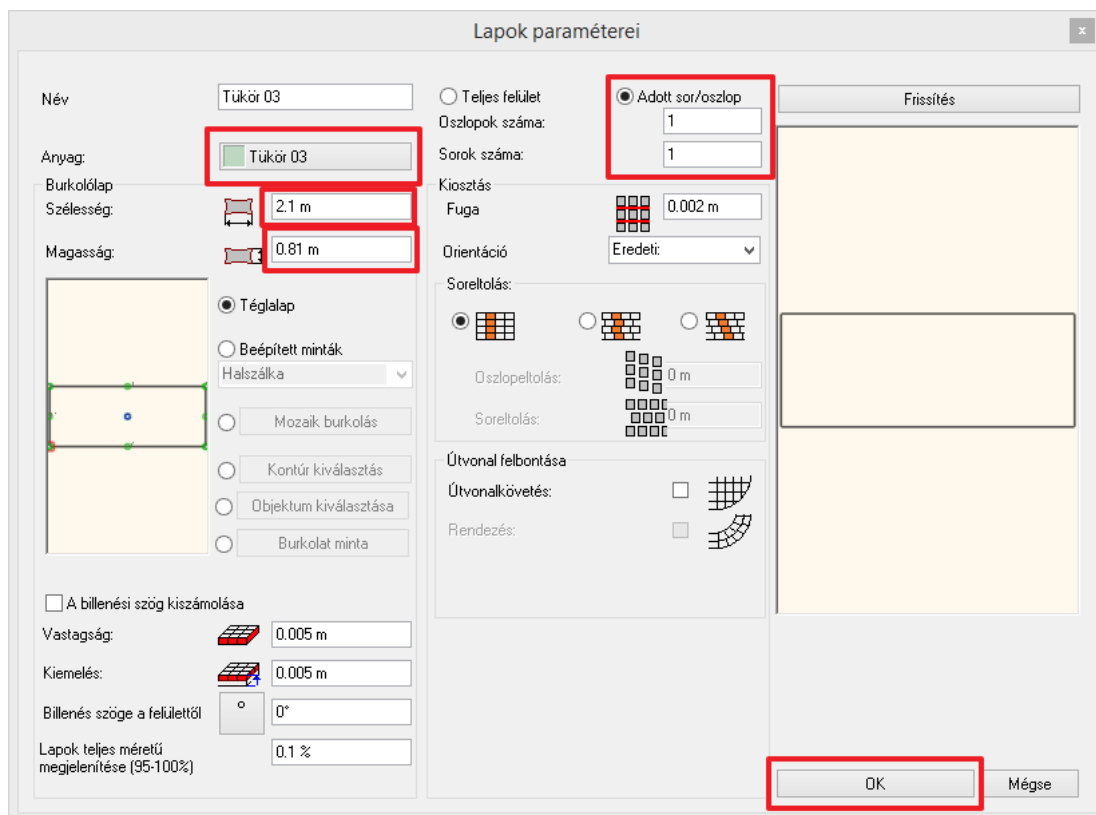 Lapok paraméterei
x
Név
Tükör 03
Anyag:
Tükör 03
Burkolólap
Szélesség:
2.1 m
Magasság:
0.81 m
Téglalap
Beépített minták
Halszálka
Mozaik burkolás
Kontúr kiválasztás
Objektum kiválasztása
Burkolat minta
A billenési szög kiszámolása
Vastagság:
0.005 m
Kiemelés:
0.005 m
Billenés szöge a felülettől
°
0°
Lapok teljes méretű
megjelenítése (95-100%)
0.1 %
Teljes felület
Adott sor/oszlop
Oszlopok száma:
1
Sorok száma:
1
Kiosztás
Fuga
0.002 m
Orientáció
Eredeti:
Soreltolás:
Oszlopeltolás:
0 m
Soreltolás:
0 m
Útvonal felbontása
Útvonalkövetés:
Rendezés:
Frissítés
OK
Mégse